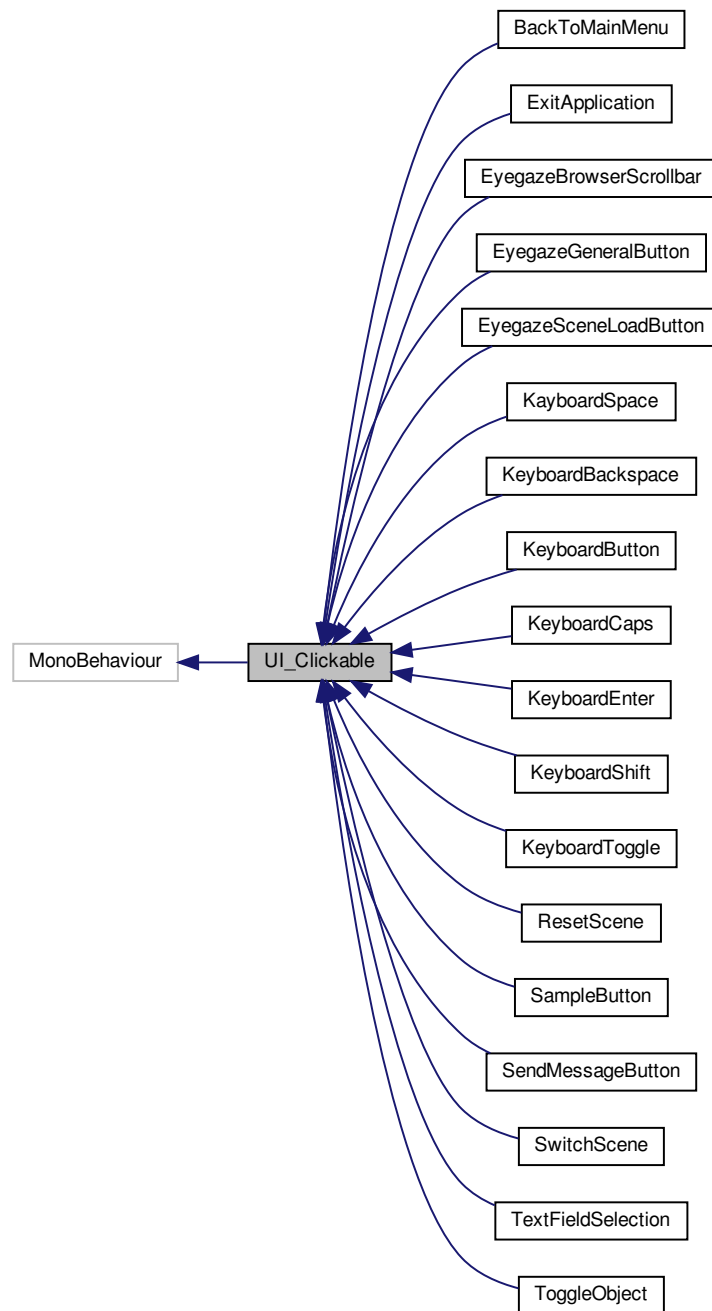 BackToMainMenu
ExitApplication
EyegazeBrowserScrollbar
EyegazeGeneralButton
EyegazeSceneLoadButton
KayboardSpace
KeyboardBackspace
KeyboardButton
KeyboardCaps
MonoBehaviour
UI_Clickable
KeyboardEnter
KeyboardShift
KeyboardToggle
ResetScene
SampleButton
SendMessageButton
SwitchScene
TextFieldSelection
ToggleObject